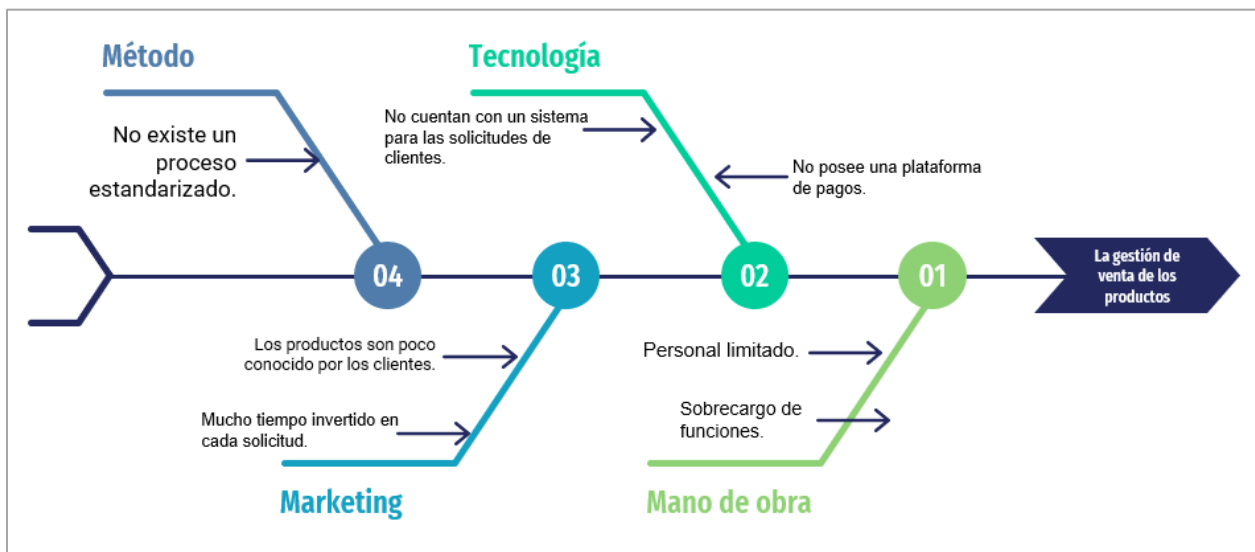 Método
No existe un
proceso
estandarizado.
Tecnología
No cuentan con un sistema
para las solicitudes de
clientes.
No posee una plataforma
de pagos.
04
03
02
01
La gestión de
venta de los
productos
Los productos son poco
conocido por los clientes.
Mucho tiempo invertido en
cada solicitud.
Marketing
Personal limitado.
Sobrecargo de
funciones.
Mano de obra